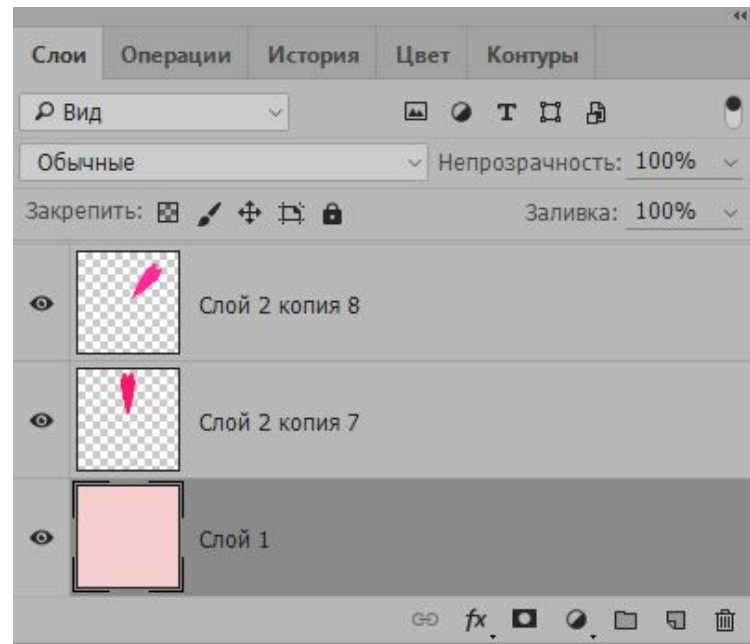 Слои Операции История Цвет Контуры
Вид
Обычные Непрозрачность: 100%
Закрепить: Заливка: 100%
Слой 2 копия 8
Слой 2 копия 7
Слой 1
fx